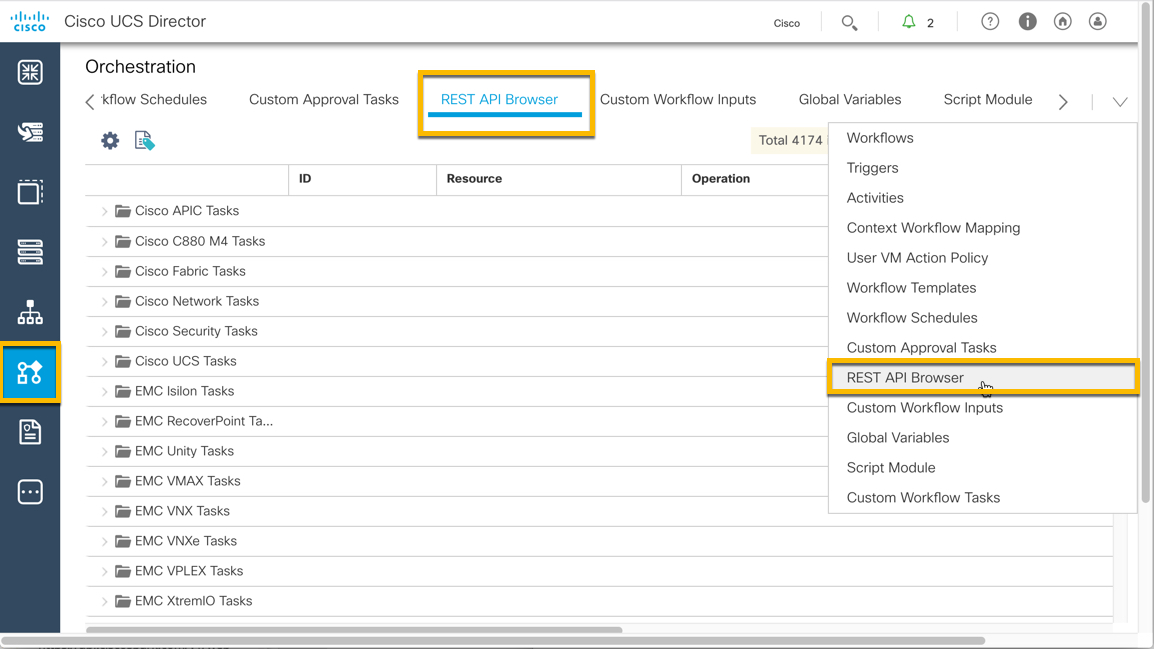 CISCO
Cisco UCS Director
Cisco
2
Orchestration
kflow Schedules
Custom Approval Tasks
REST API Browser
Custom Workflow Inputs
Global Variables
Script Module
Total 4174
ID
Resource
Operation
Cisco APIC Tasks
Cisco C880 M4 Tasks
Cisco Fabric Tasks
Cisco Network Tasks
Cisco Security Tasks
Cisco UCS Tasks
EMC Isilon Tasks
EMC RecoverPoint Ta...
EMC Unity Tasks
EMC VMAX Tasks
EMC VNX Tasks
EMC VNXe Tasks
EMC VPLEX Tasks
EMC XtremIO Tasks
Workflows
Triggers
Activities
Context Workflow Mapping
User VM Action Policy
Workflow Templates
Workflow Schedules
Custom Approval Tasks
REST API Browser
Custom Workflow Inputs
Global Variables
Script Module
Custom Workflow Tasks